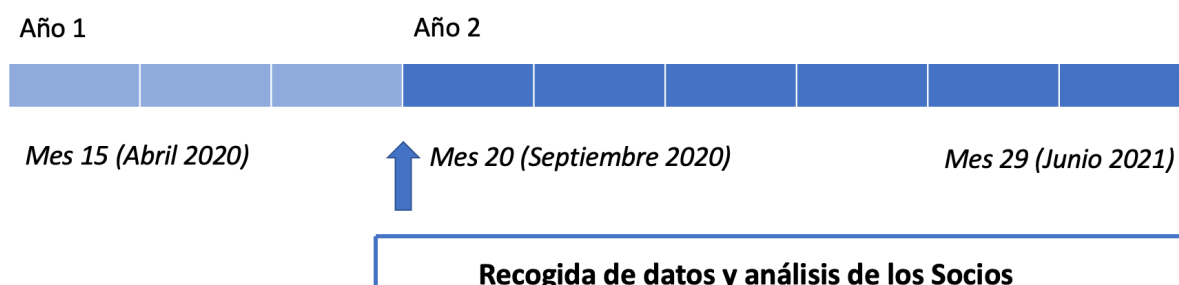 Año 1
Año 2
Mes 15 (Abril 2020)
Mes 20 (Septiembre 2020)
Mes 29 (Junio 2021)
Recogida de datos y análisis de los Socios